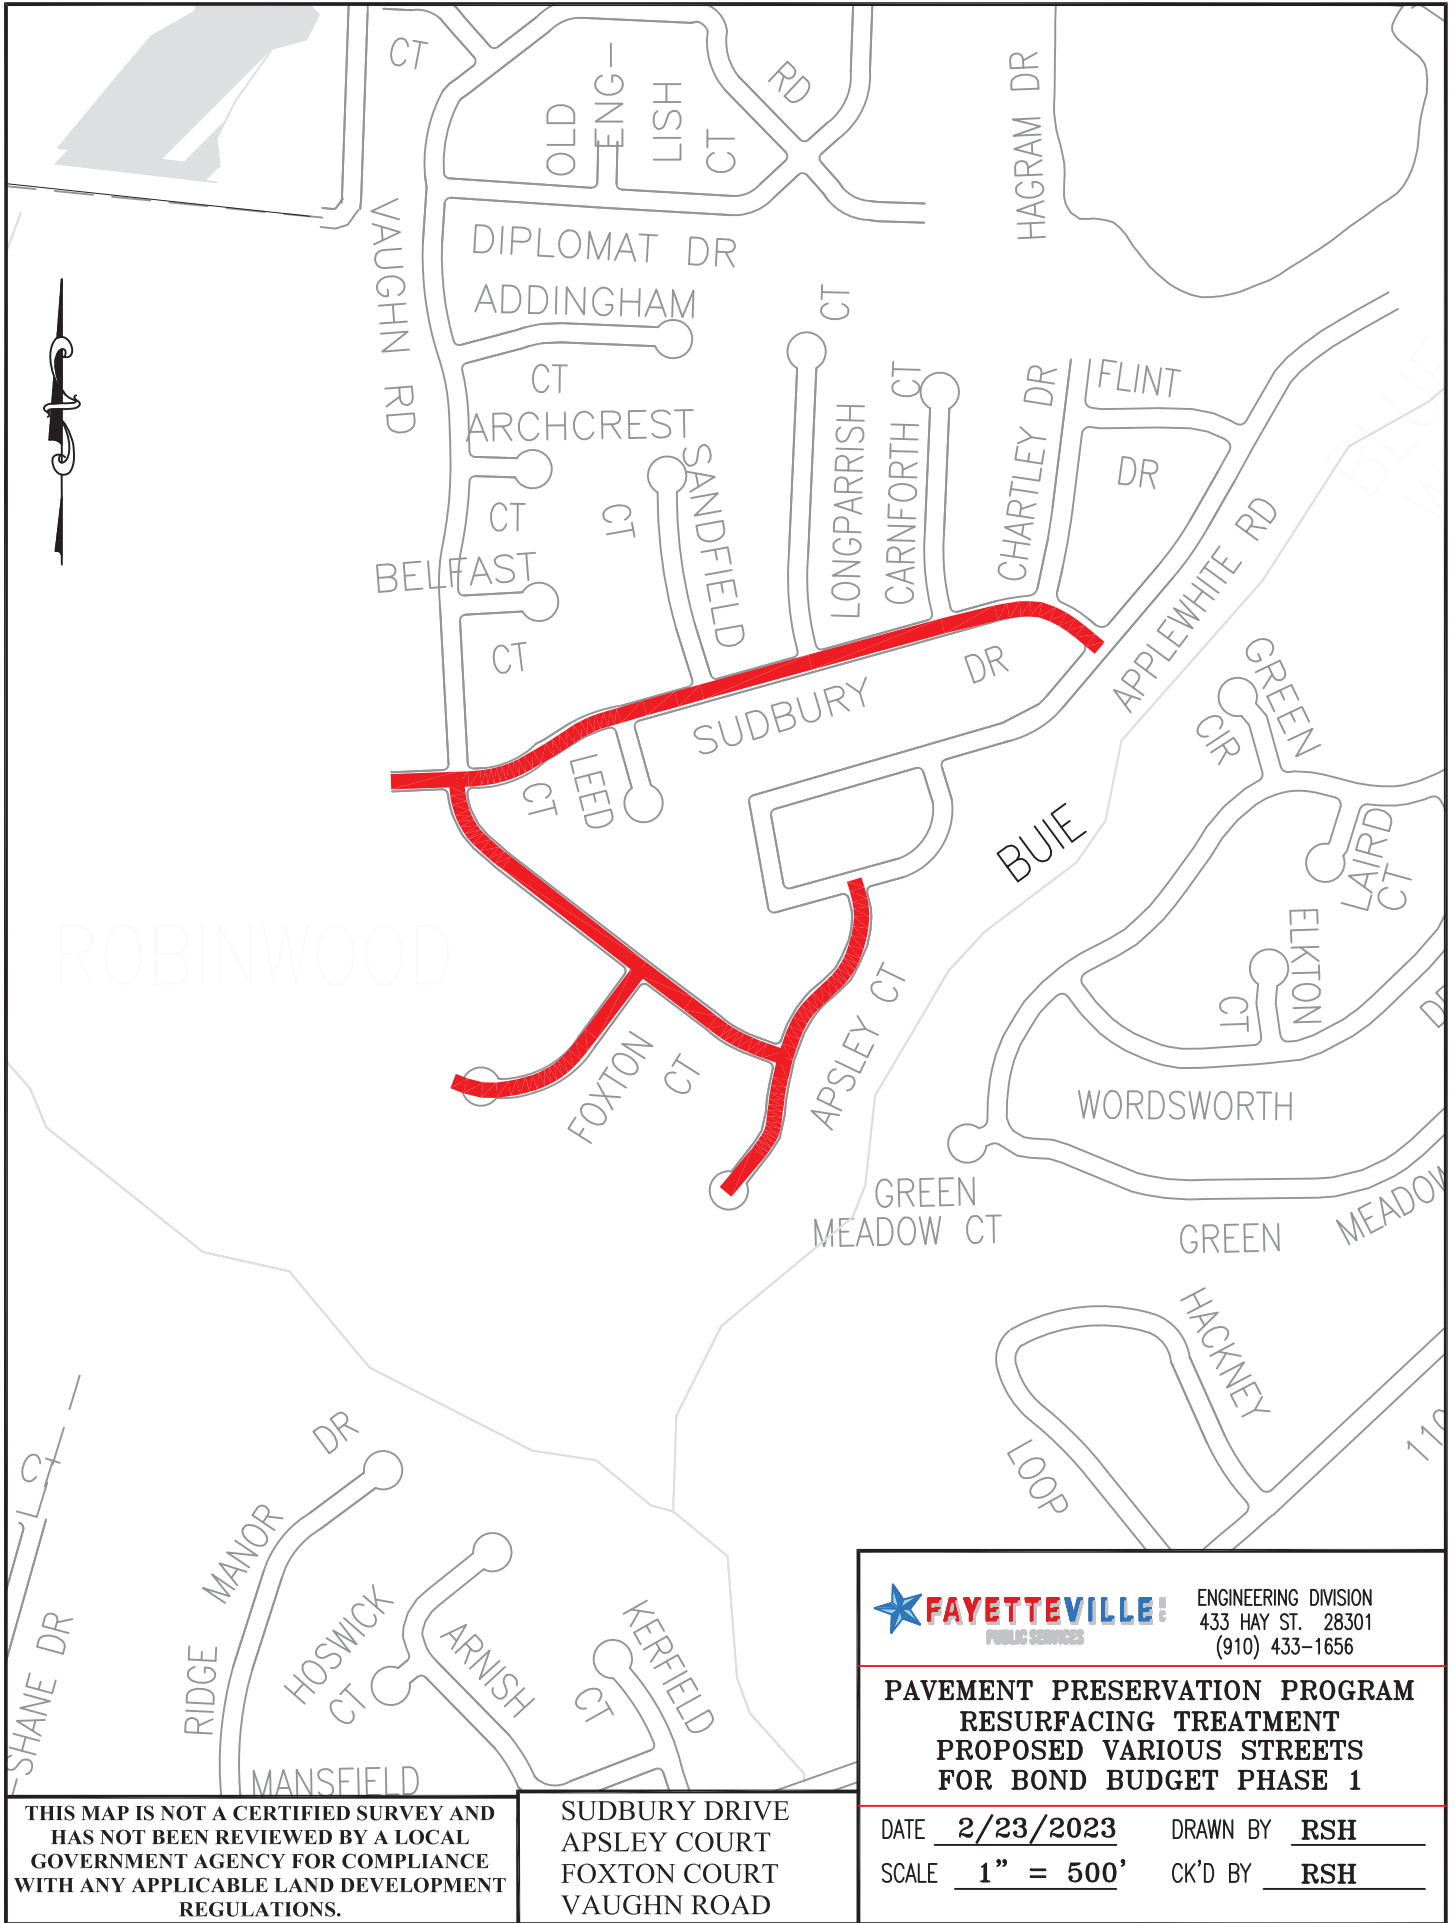 CT
OLD
ENG-
LISH
CT
RD
HAGRAM DR
VAUGHN RD
DIPLOMAT DR
ADDINGHAM
CT
CT
ARCHCREST
CT
SANDFIELD
CT
LONGPARRISH
CARNFORTH CT
CHARTLEY DR
FLINT
DR
BELFAST
CT
APPLEWHITE RD
SUDBURY
DR
LEED
CT
GREEN
CIR
BUIE
LAIRD
CT
ELKTON
CT
ROBINWOOD
APSLEY CT
FOXTON
CT
WORDSWORTH
DR
GREEN
MEADOW CT
GREEN
MEADOW
HACKNEY
LOOP
110
DR
MANOR
RIDGE
SHANE DR
HOSWICK
CT
ARNISH
KERFIELD
CT
MANSFIELD
FAYETTEVILLE NC
PUBLIC SERVICES
ENGINEERING DIVISION
433 HAY ST. 28301
(910) 433-1656
PAVEMENT PRESERVATION PROGRAM
RESURFACING TREATMENT
PROPOSED VARIOUS STREETS
FOR BOND BUDGET PHASE 1
DATE 2/23/2023 DRAWN BY RSH
SCALE 1" = 500' CK'D BY RSH
THIS MAP IS NOT A CERTIFIED SURVEY AND
HAS NOT BEEN REVIEWED BY A LOCAL
GOVERNMENT AGENCY FOR COMPLIANCE
WITH ANY APPLICABLE LAND DEVELOPMENT
REGULATIONS.
SUDBURY DRIVE
APSLEY COURT
FOXTON COURT
VAUGHN ROAD